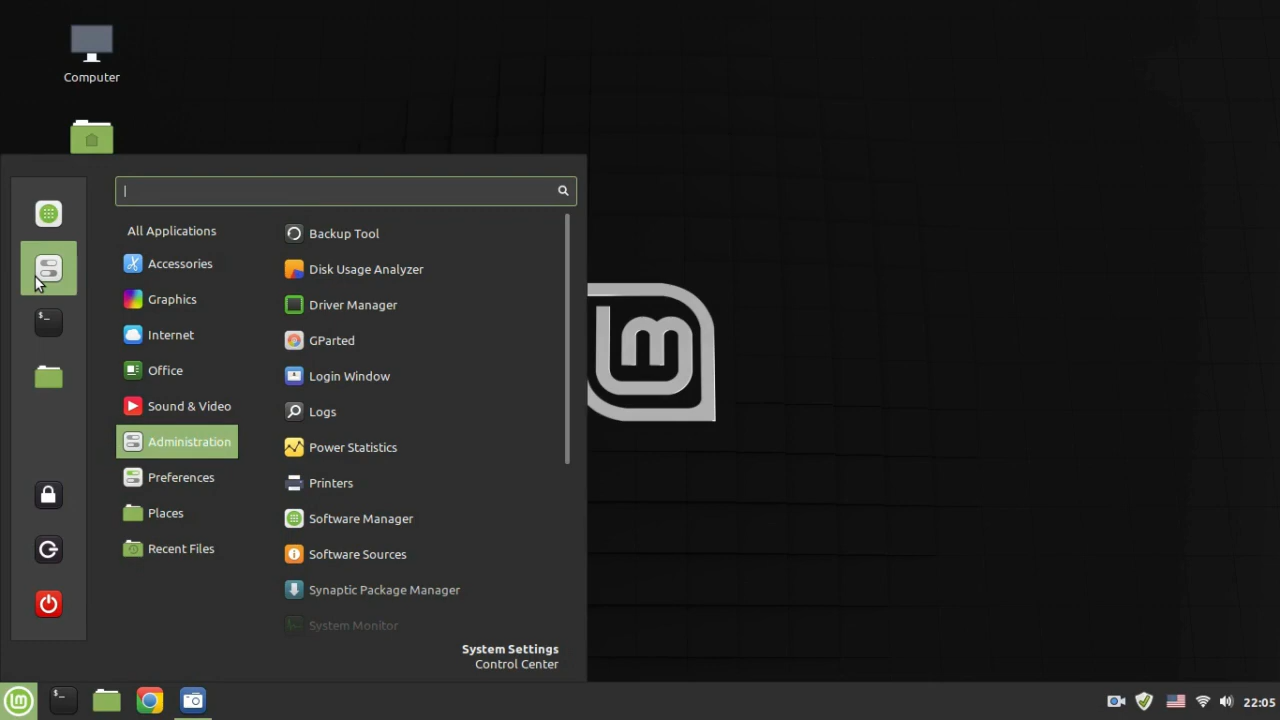 Computer
All Applications
Accessories
Graphics
Internet
Office
Sound & Video
Administration
Preferences
Places
Recent Files
Backup Tool
Disk Usage Analyzer
Driver Manager
GParted
Login Window
Logs
Power Statistics
Printers
Software Manager
Software Sources
Synaptic Package Manager
System Monitor
System Settings
Control Center
22:05